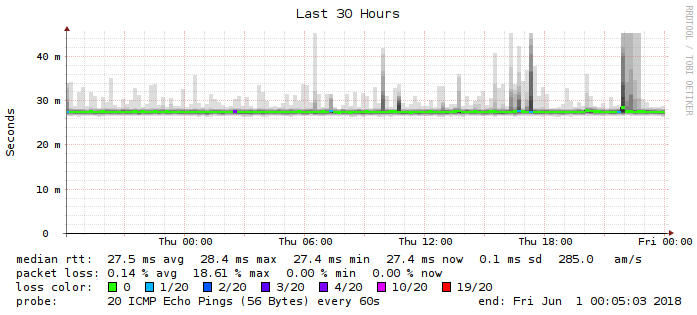 Last 30 Hours
RRDTOOL / TOBI OETIKER
Seconds
40 m
30 m
20 m
10 m
0
Thu 00:00 Thu 06:00 Thu 12:00 Thu 18:00 Fri 00:00
median rtt: 27.5 ms avg 28.4 ms max 27.4 ms min 27.4 ms now 0.1 ms sd 285.0 am/s
packet loss: 0.14 % avg 18.61 % max 0.00 % min 0.00 % now
loss color: 0 1/20 2/20 3/20 4/20 10/20 19/20
probe: 20 ICMP Echo Pings (56 Bytes) every 60s end: Fri Jun 1 00:05:03 2018